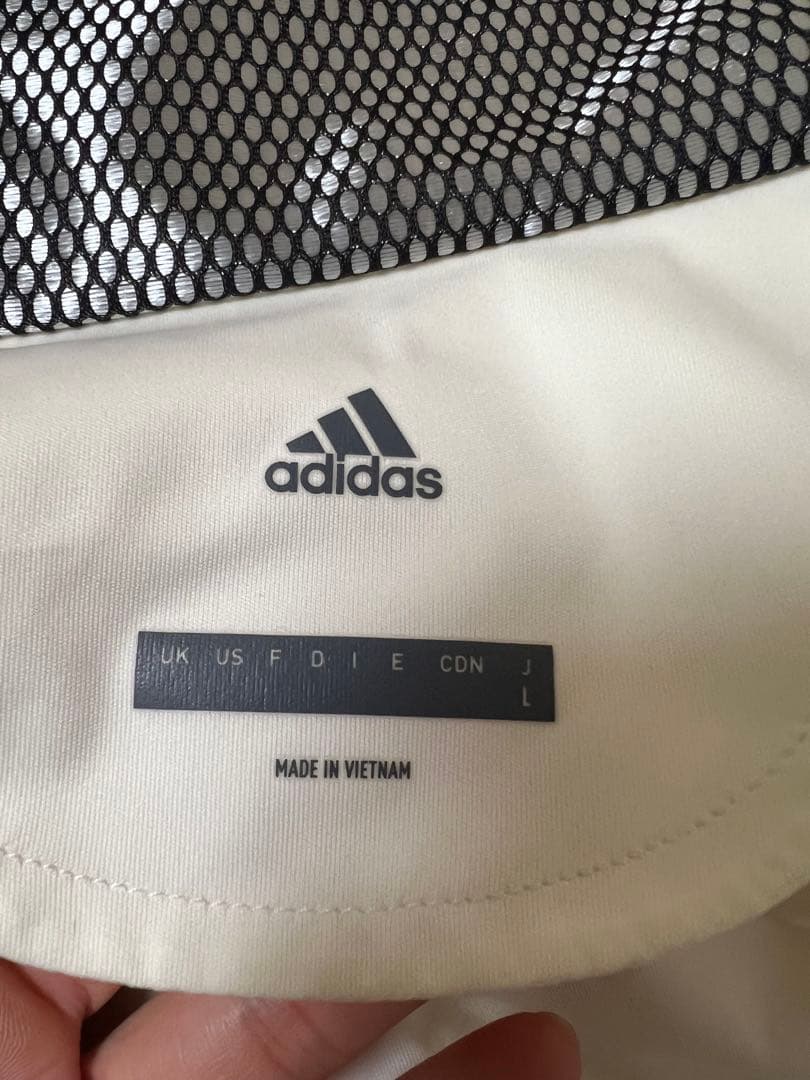 adidas
UK US F D I E CDN J
L
MADE IN VIETNAM